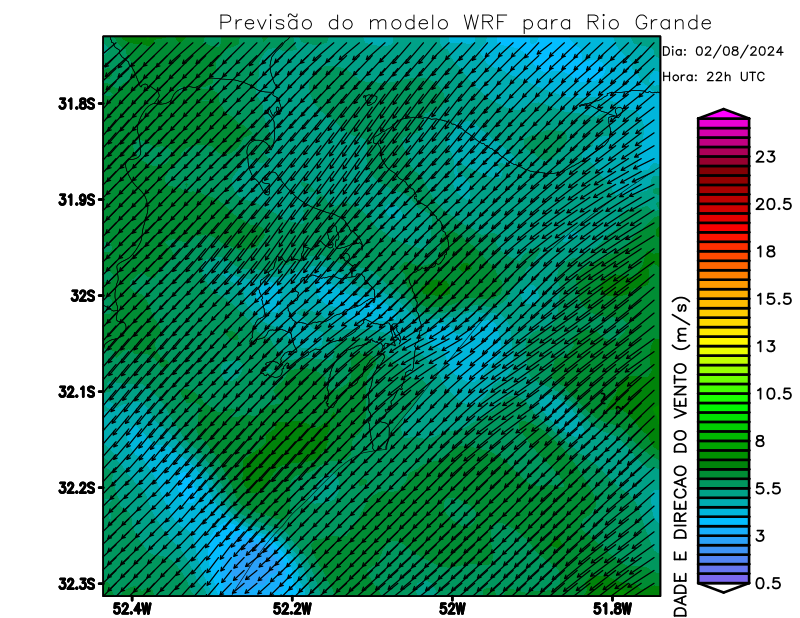 Previsão do modelo WRF para Rio Grande
Dia: 02/08/2024
Hora: 22h UTC
31.8S
31.9S
32S
32.1S
32.2S
32.3S
52.4W
52.2W
52W
51.8W
DADE E DIRECAO DO VENTO (m/s)
23
20.5
18
15.5
13
10.5
8
5.5
3
0.5